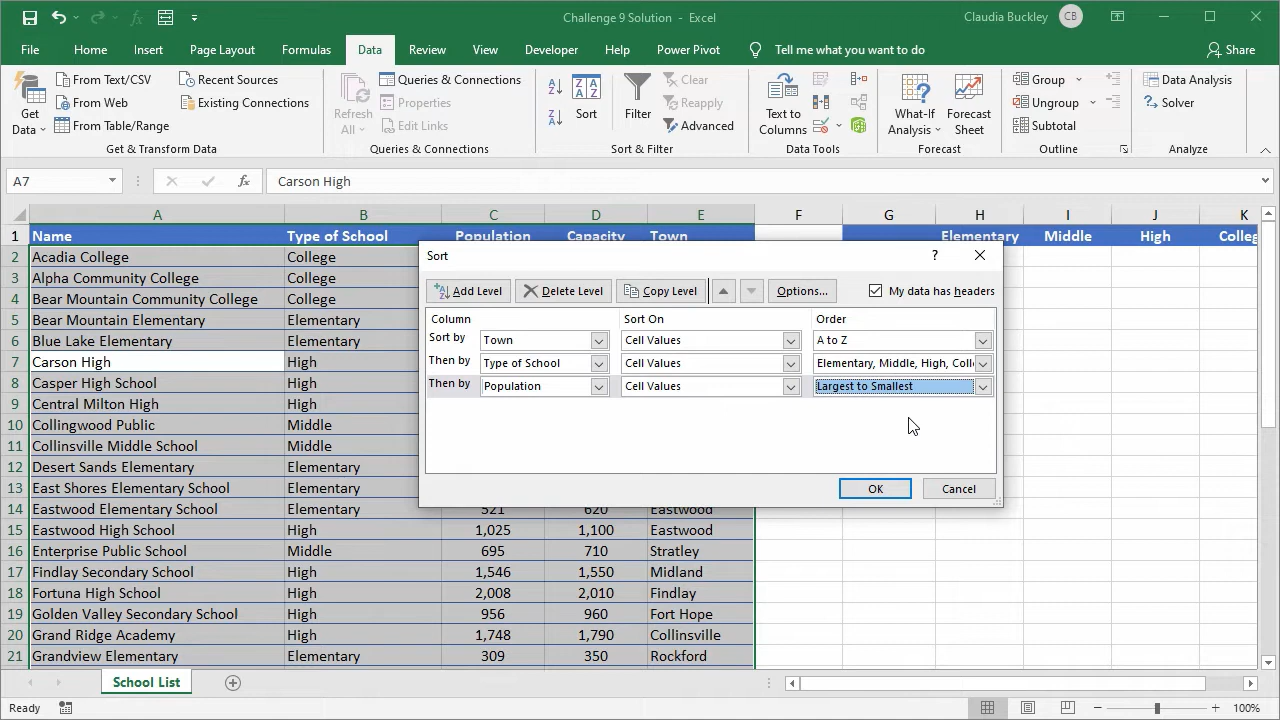 Challenge 9 Solution - Excel
Claudia Buckley
CB
File Home Insert Page Layout Formulas Data Review View Developer Help Power Pivot Tell me what you want to do Share
Get Data
From Text/CSV
From Web
From Table/Range
Recent Sources
Existing Connections
Get & Transform Data
Refresh All
Queries & Connections
Properties
Edit Links
Queries & Connections
Sort
Filter
Clear
Reapply
Advanced
Sort & Filter
Text to Columns
Data Tools
What-If Analysis
Forecast Sheet
Forecast
Group
Ungroup
Subtotal
Outline
Data Analysis
Solver
Analyze
A7
fx
Carson High
A B C D E F G H I J K
1 Name Type of School Population Capacity Town Elementary Middle High Colleg
2 Acadia College College
3 Alpha Community College College
4 Bear Mountain Community College College
5 Bear Mountain Elementary Elementary
6 Blue Lake Elementary Elementary
7 Carson High High
8 Casper High School High
9 Central Milton High High
10 Collingwood Public Middle
11 Collinsville Middle School Middle
12 Desert Sands Elementary Elementary
13 East Shores Elementary School Elementary
14 Eastwood Elementary School Elementary 521 620 Eastwood
15 Eastwood High School High 1,025 1,100 Eastwood
16 Enterprise Public School Middle 695 710 Stratley
17 Findlay Secondary School High 1,546 1,550 Midland
18 Fortuna High School High 2,008 2,010 Findlay
19 Golden Valley Secondary School High 956 960 Fort Hope
20 Grand Ridge Academy High 1,748 1,790 Collinsville
21 Grandview Elementary Elementary 309 350 Rockford
Sort
?
Add Level Delete Level Copy Level Options... My data has headers
Column Sort On Order
Sort by Town Cell Values A to Z
Then by Type of School Cell Values Elementary, Middle, High, Coll
Then by Population Cell Values Largest to Smallest
OK Cancel
School List
Ready
100%